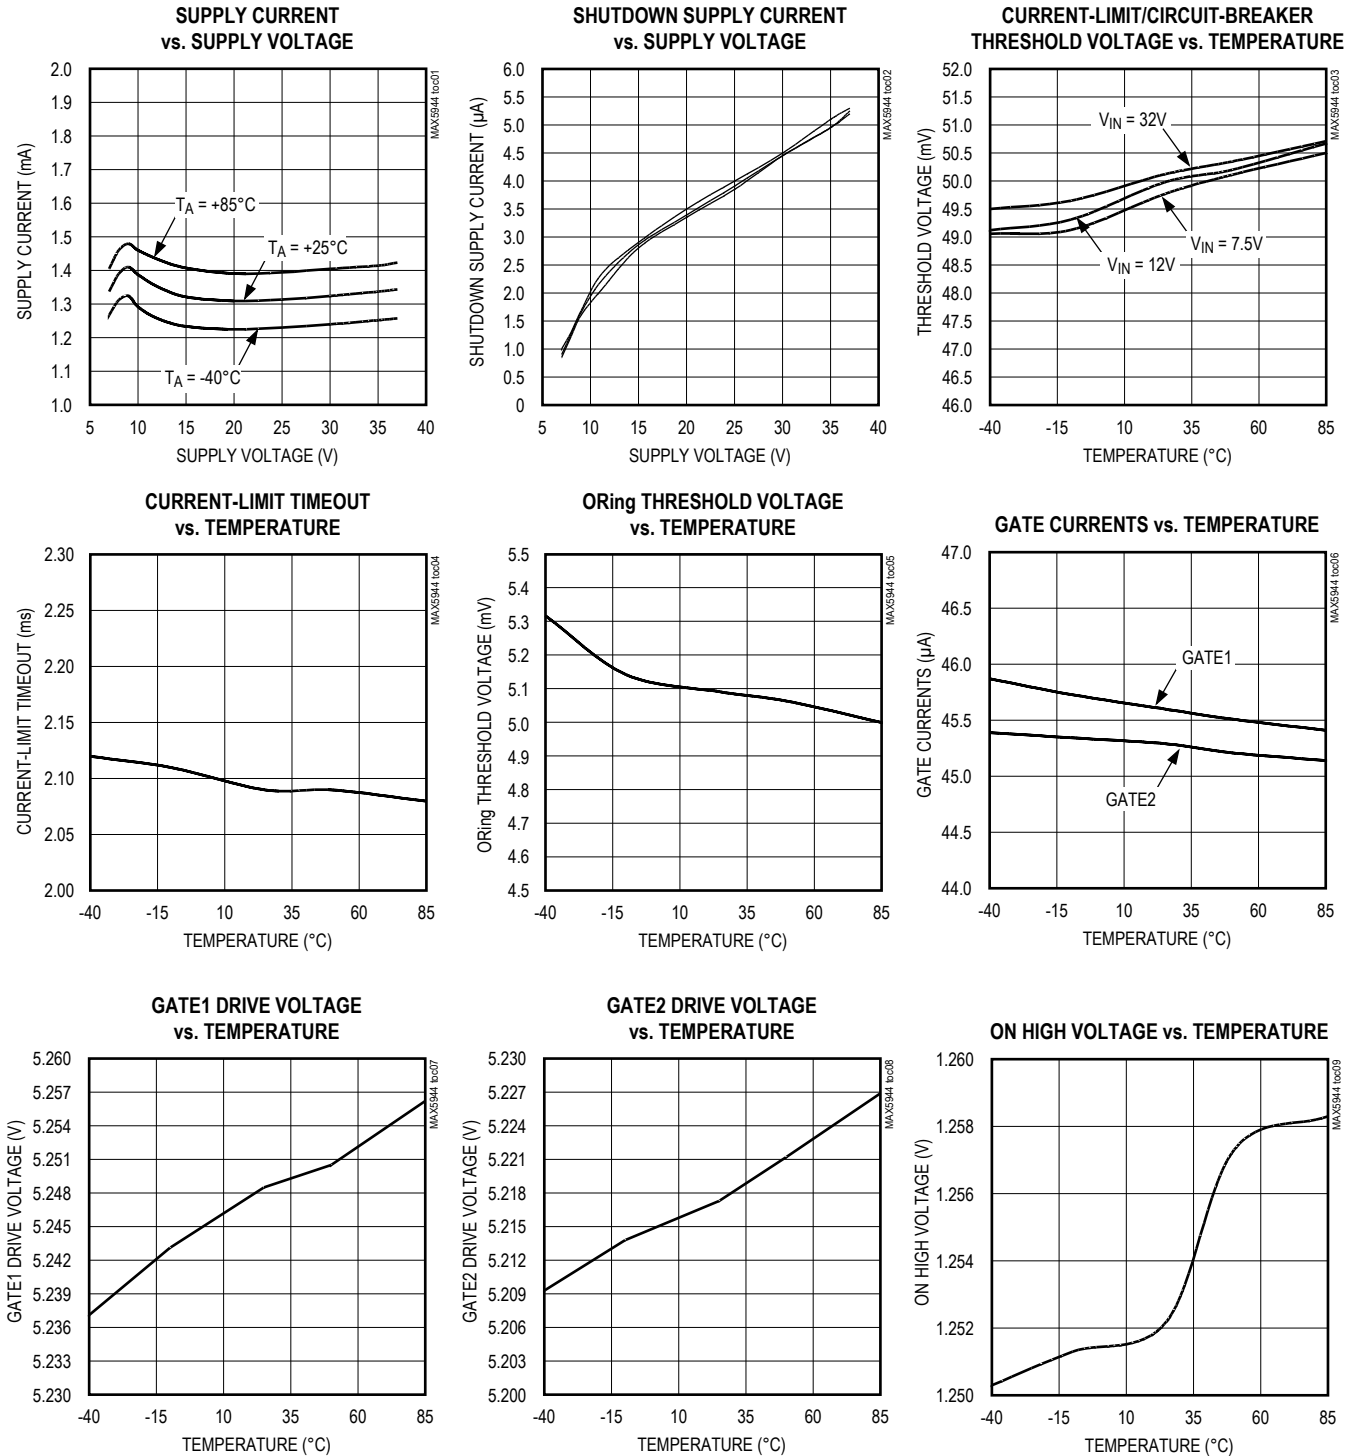 SUPPLY CURRENT
vs. SUPPLY VOLTAGE
SUPPLY CURRENT (mA)
2.0
1.9
1.8
1.7
1.6
1.5
1.4
1.3
1.2
1.1
1.0
TA = +85°C
TA = +25°C
TA = -40°C
MAX5944 toc01
5 10 15 20 25 30 35 40
SUPPLY VOLTAGE (V)
SHUTDOWN SUPPLY CURRENT
vs. SUPPLY VOLTAGE
SHUTDOWN SUPPLY CURRENT (µA)
6.0
5.5
5.0
4.5
4.0
3.5
3.0
2.5
2.0
1.5
1.0
0.5
0
MAX5944 toc02
5 10 15 20 25 30 35 40
SUPPLY VOLTAGE (V)
CURRENT-LIMIT/CIRCUIT-BREAKER
THRESHOLD VOLTAGE vs. TEMPERATURE
THRESHOLD VOLTAGE (mV)
52.0
51.5
51.0
50.5
50.0
49.5
49.0
48.5
48.0
47.5
47.0
46.5
46.0
VIN = 32V
VIN = 7.5V
VIN = 12V
MAX5944 toc03
-40 -15 10 35 60 85
TEMPERATURE (°C)
CURRENT-LIMIT TIMEOUT
vs. TEMPERATURE
CURRENT-LIMIT TIMEOUT (ms)
2.30
2.25
2.20
2.15
2.10
2.05
2.00
MAX5944 toc04
-40 -15 10 35 60 85
TEMPERATURE (°C)
ORing THRESHOLD VOLTAGE
vs. TEMPERATURE
ORing THRESHOLD VOLTAGE (mV)
5.5
5.4
5.3
5.2
5.1
5.0
4.9
4.8
4.7
4.6
4.5
MAX5944 toc05
-40 -15 10 35 60 85
TEMPERATURE (°C)
GATE CURRENTS vs. TEMPERATURE
GATE CURRENTS (µA)
47.0
46.5
46.0
45.5
45.0
44.5
44.0
GATE1
GATE2
MAX5944 toc06
-40 -15 10 35 60 85
TEMPERATURE (°C)
GATE1 DRIVE VOLTAGE
vs. TEMPERATURE
GATE1 DRIVE VOLTAGE (V)
5.260
5.257
5.254
5.251
5.248
5.245
5.242
5.239
5.236
5.233
5.230
MAX5944 toc07
-40 -15 10 35 60 85
TEMPERATURE (°C)
GATE2 DRIVE VOLTAGE
vs. TEMPERATURE
GATE2 DRIVE VOLTAGE (V)
5.230
5.227
5.224
5.221
5.218
5.215
5.212
5.209
5.206
5.203
5.200
MAX5944 toc08
-40 -15 10 35 60 85
TEMPERATURE (°C)
ON HIGH VOLTAGE vs. TEMPERATURE
ON HIGH VOLTAGE (V)
1.260
1.258
1.256
1.254
1.252
1.250
MAX5944 toc09
-40 -15 10 35 60 85
TEMPERATURE (°C)